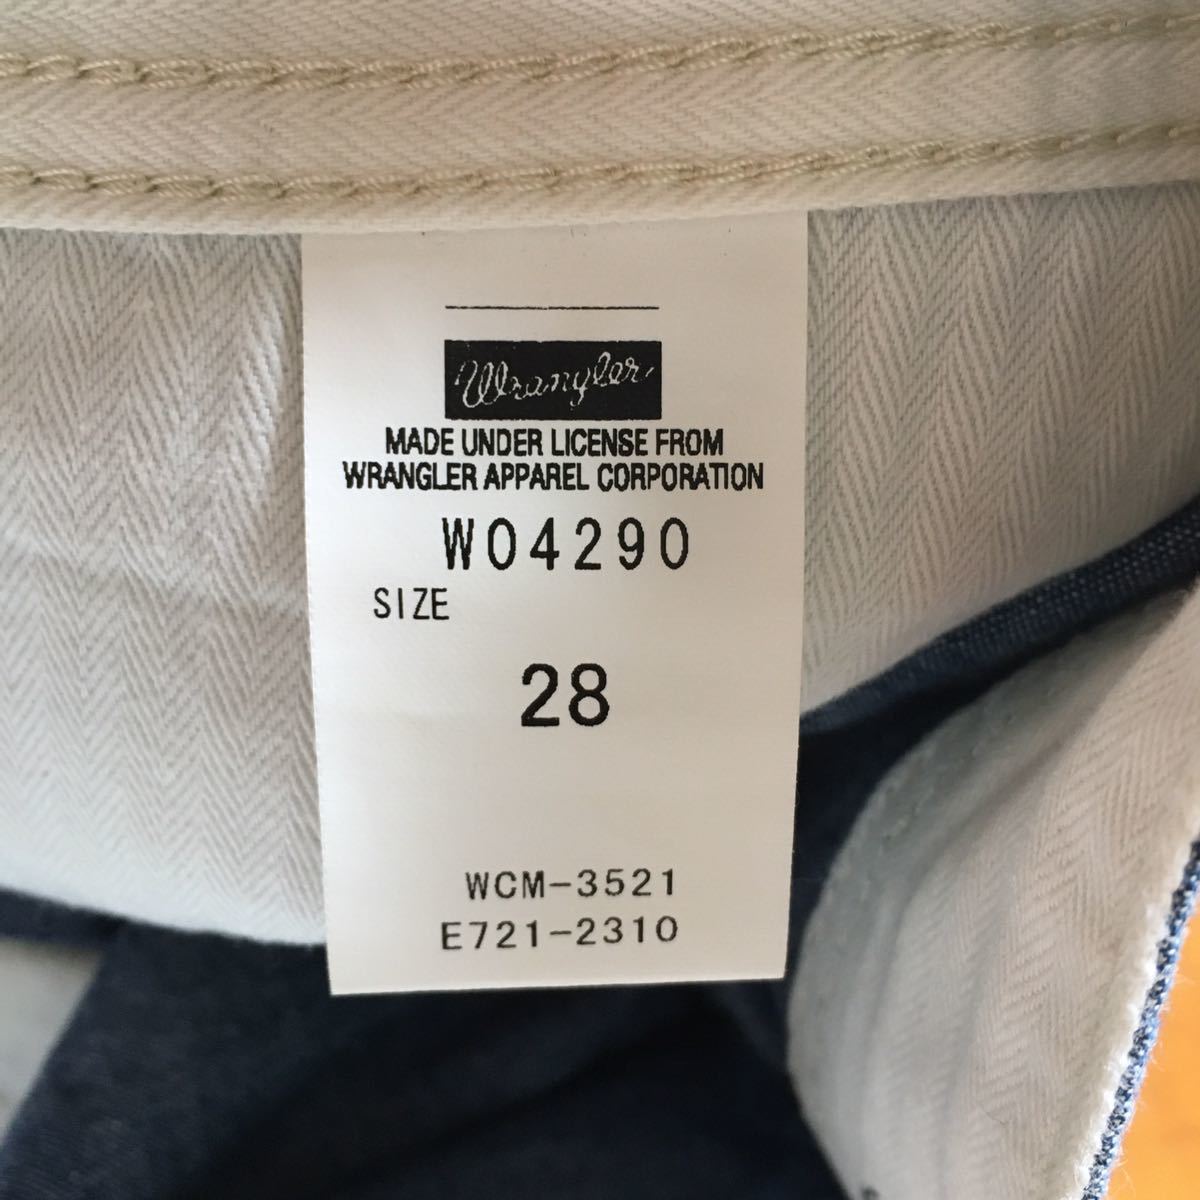 Wrangler
MADE UNDER LICENSE FROM
WRANGLER APPAREL CORPORATION
W04290
SIZE
28
WCM-3521
E721-2310